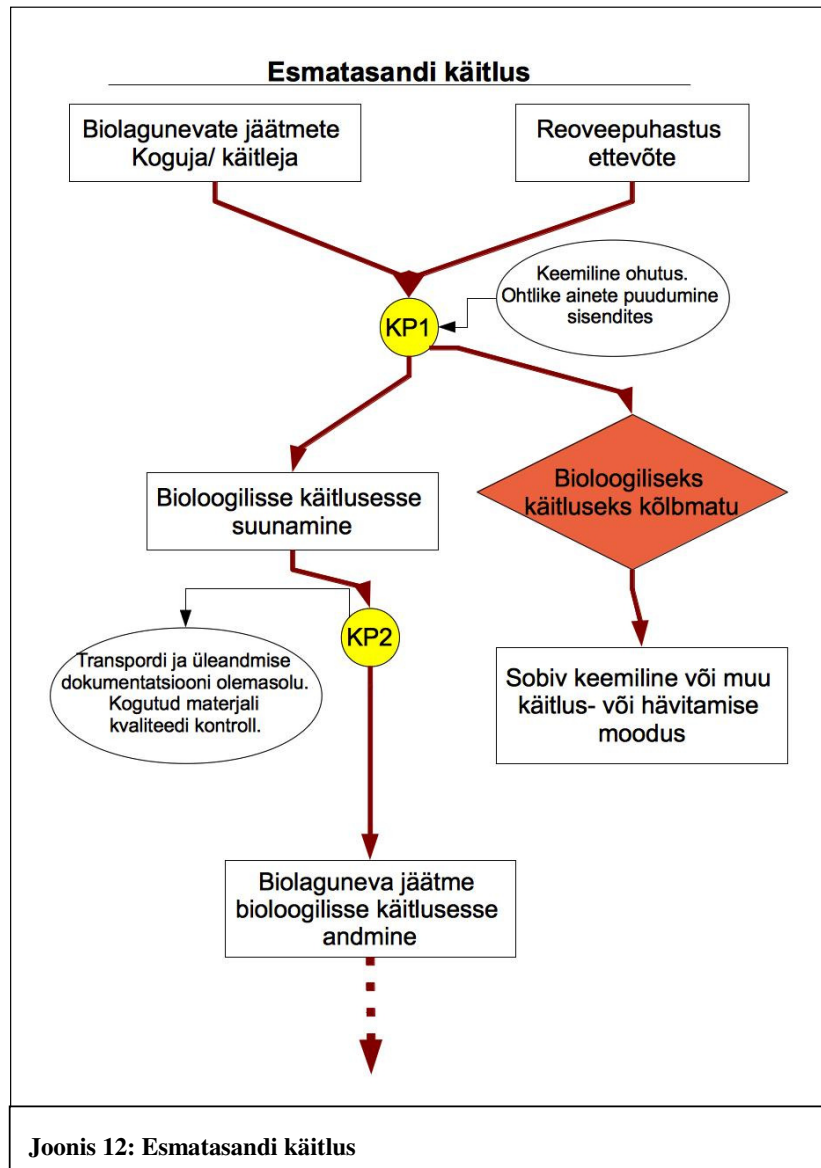 Esmatasandi käitlus
Biolagunevate jäätmete
Koguja/ käitleja
Reoveepuhastus
ettevõte
Keemiline ohutus.
Ohtlike ainete puudumine
sisendites
KP1
Bioloogilisse käitlusesse
suunamine
Bioloogiliseks
käitluseks kõlbmatu
KP2
Transpordi ja üleandmise
dokumentatsiooni olemasolu.
Kogutud materjali
kvaliteedi kontroll.
Sobiv keemiline või muu
käitlus- või hävitamise
moodus
Biolaguneva jäätme
bioloogilisse käitlusesse
andmine
Joonis 12: Esmatasandi käitlus